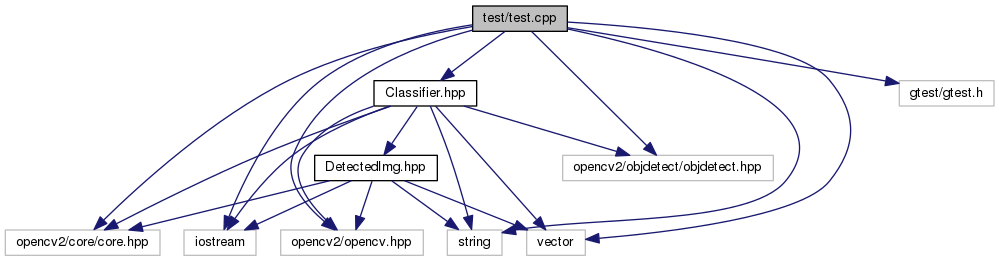 test/test.cpp
Classifier.hpp
gtest/gtest.h
DetectedImg.hpp
opencv2/objdetect/objdetect.hpp
opencv2/core/core.hpp
iostream
opencv2/opencv.hpp
string
vector